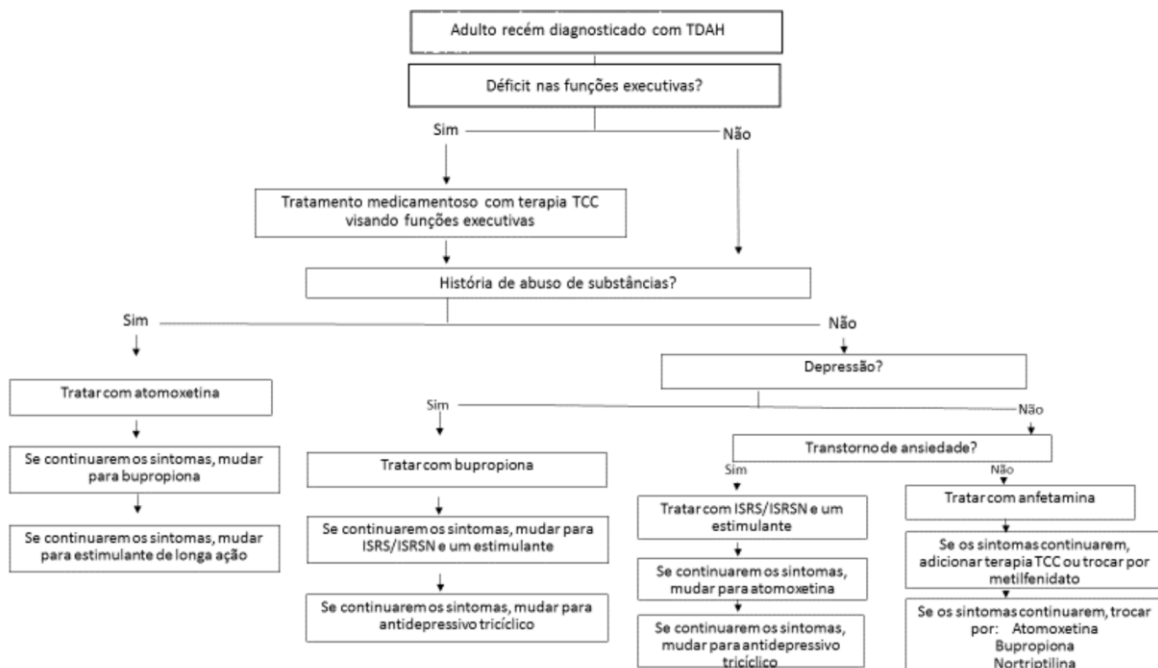 Adulto recém diagnosticado com TDAH
Déficit nas funções executivas?
Sim
Não
Tratamento medicamentoso com terapia TCC
visando funções executivas
História de abuso de substâncias?
Sim
Não
Tratar com atomoxetina
Se continuarem os sintomas, mudar
para bupropiona
Se continuarem os sintomas, mudar
para estimulante de longa ação
Depressão?
Sim
Não
Tratar com bupropiona
Se continuarem os sintomas, mudar para
ISRS/ISRSN e um estimulante
Se continuarem os sintomas, mudar para
antidepressivo tricíclico
Transtorno de ansiedade?
Sim
Não
Tratar com ISRS/ISRSN e um
estimulante
Se continuarem os sintomas,
mudar para atomoxetina
Se continuarem os sintomas,
mudar para antidepressivo
tricíclico
Tratar com anfetamina
Se os sintomas continuarem,
adicionar terapia TCC ou trocar por
metilfenidato
Se os sintomas continuarem, trocar
por: Atomoxetina
Bupropiona
Nortriptilina